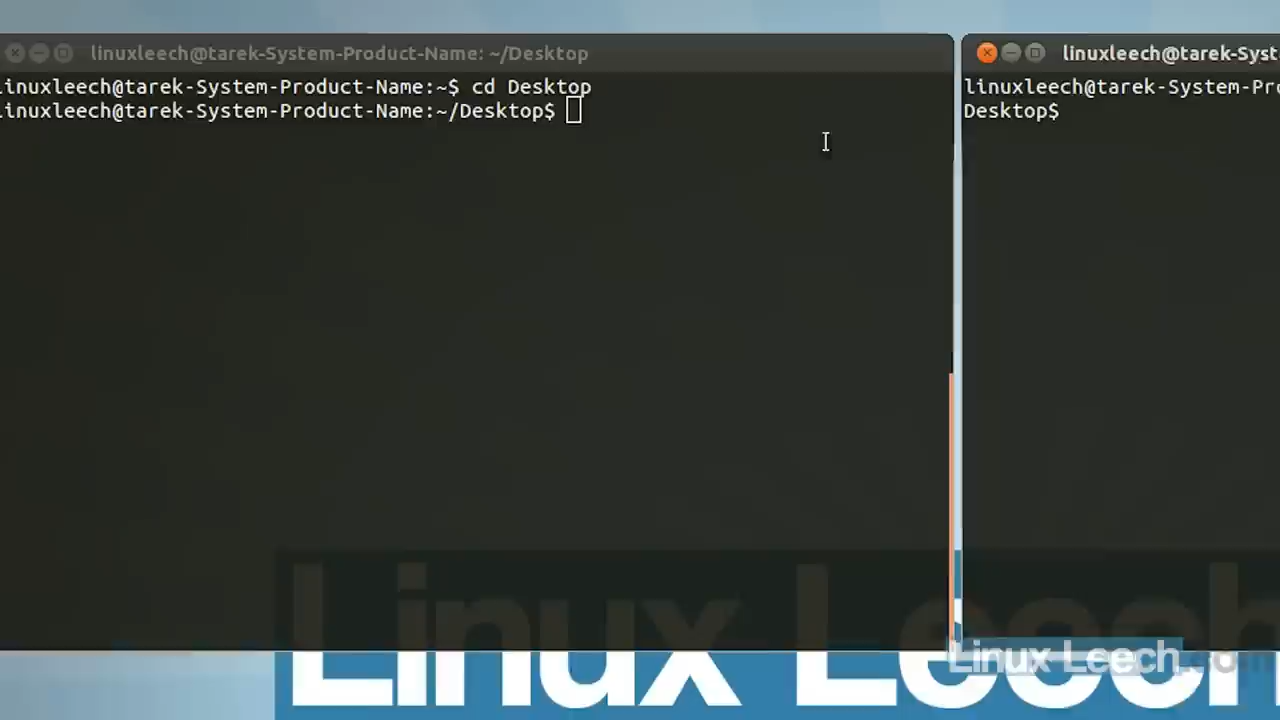 linuxleech@tarek-System-Product-Name: ~/Desktop
linuxleech@tarek-System-Product-Name:~$ cd Desktop
linuxleech@tarek-System-Product-Name:~/Desktop$
linuxleech@tarek-Syst
linuxleech@tarek-System-Pro
Desktop$
Linux Leech
Linux Leech.com